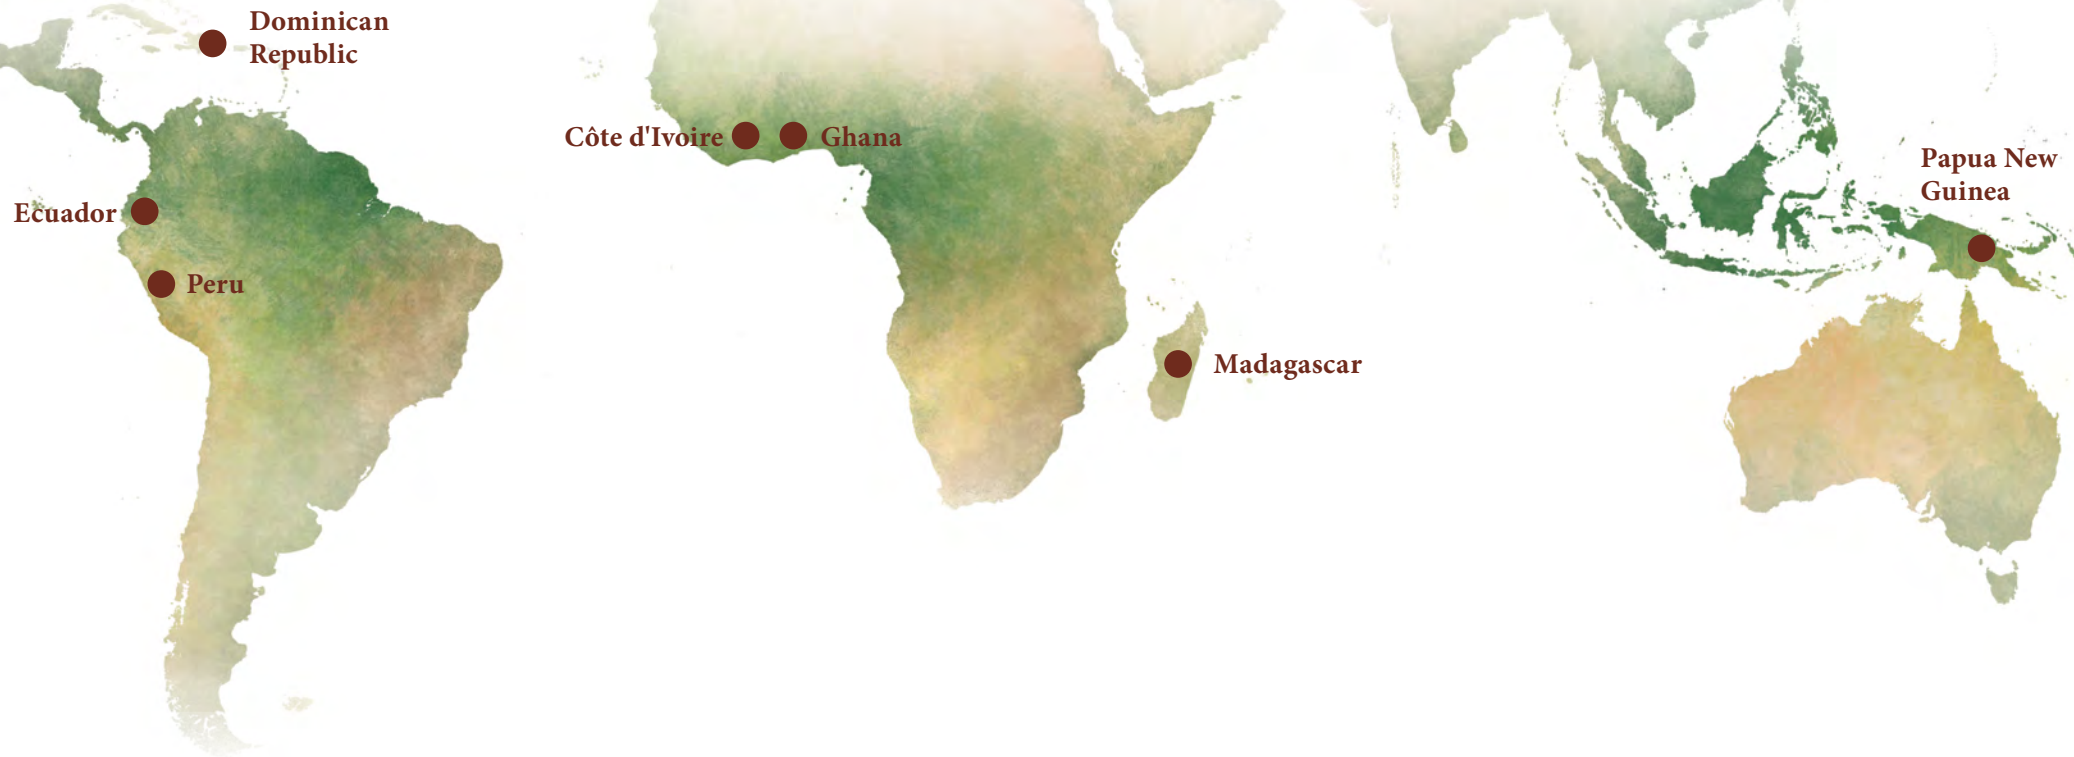 Dominican
Republic
Côte d'Ivoire
Ghana
Papua New
Guinea
Ecuador
Peru
Madagascar